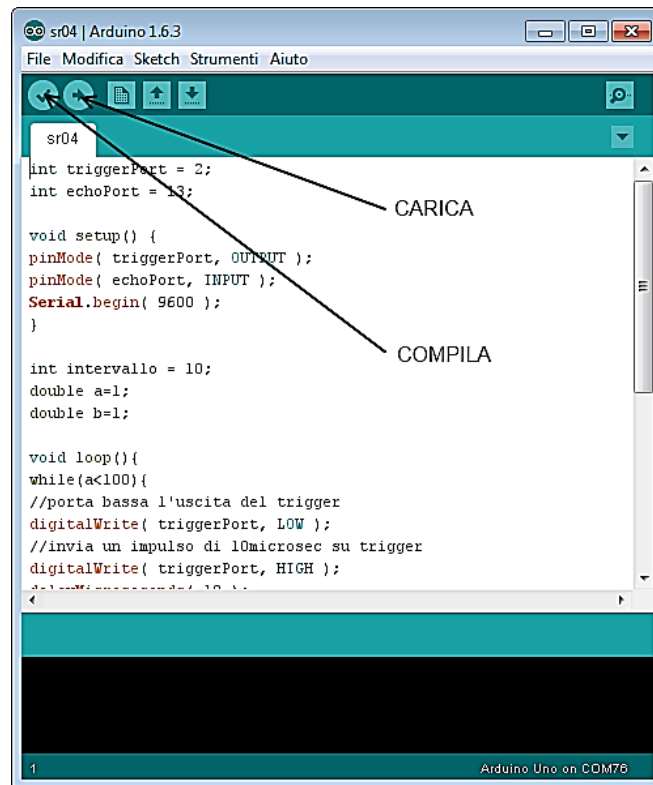 sr04 | Arduino 1.6.3
File Modifica Sketch Strumenti Aiuto
sr04
int triggerPort = 2;
int echoPort = 13;
CARICA
void setup() {
pinMode( triggerPort, OUTPUT );
pinMode( echoPort, INPUT );
Serial.begin( 9600 );
}
COMPILA
int intervallo = 10;
double a=1;
double b=1;
void loop(){
while(a<100){
//porta bassa l'uscita del trigger
digitalWrite( triggerPort, LOW );
//invia un impulso di 10microsec su trigger
digitalWrite( triggerPort, HIGH );
1 Arduino Uno on COM76